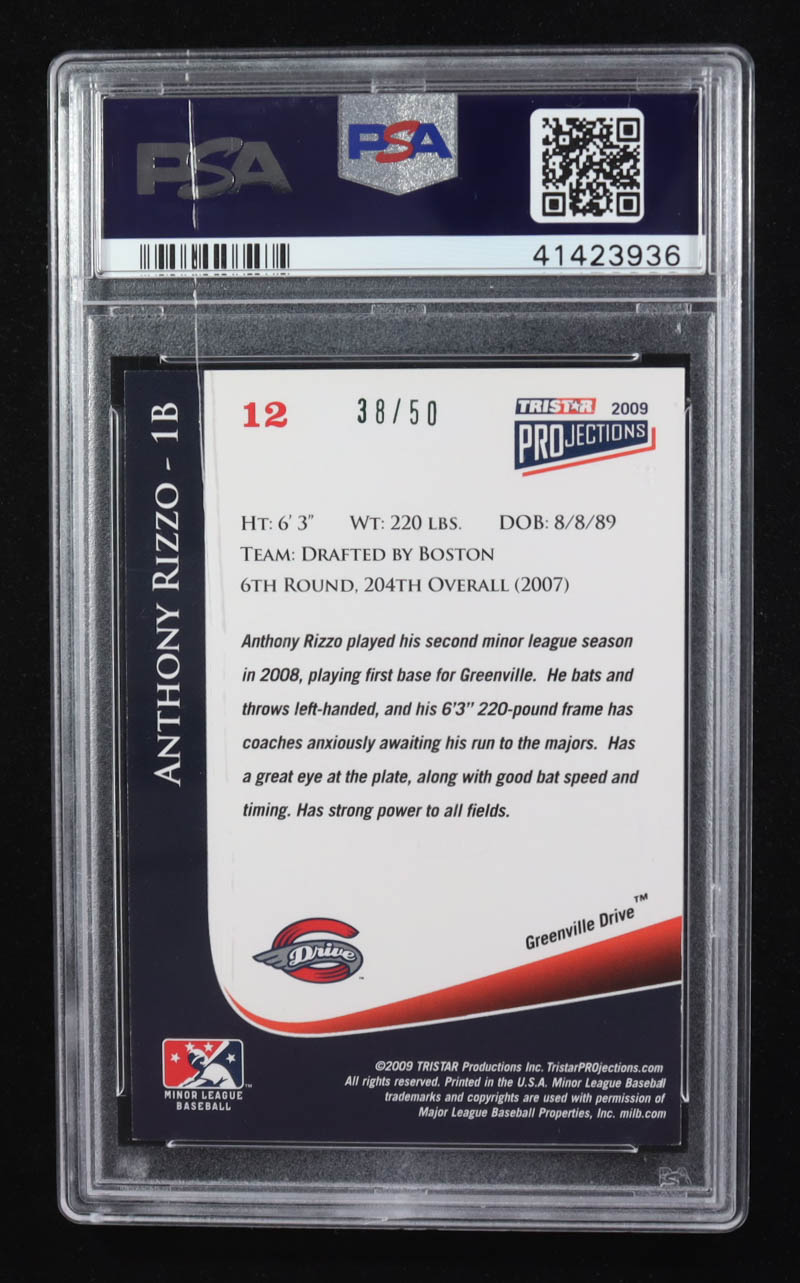 PSA
PSA
41423936
ANTHONY RIZZO - 1B
12
38/50
TRISTAR 2009
PROJECTIONS
HT: 6' 3" WT: 220 LBS. DOB: 8/8/89
TEAM: DRAFTED BY BOSTON
6TH ROUND, 204TH OVERALL (2007)
Anthony Rizzo played his second minor league season
in 2008, playing first base for Greenville. He bats and
throws left-handed, and his 6'3" 220-pound frame has
coaches anxiously awaiting his run to the majors. Has
a great eye at the plate, along with good bat speed and
timing. Has strong power to all fields.
Greenville Drive™
Drive™
MINOR LEAGUE™
BASEBALL
©2009 TRISTAR Productions Inc. TristarPROjections.com
All rights reserved. Printed in the U.S.A. Minor League Baseball
trademarks and copyrights are used with permission of
Major League Baseball Properties, Inc. milb.com
PSA